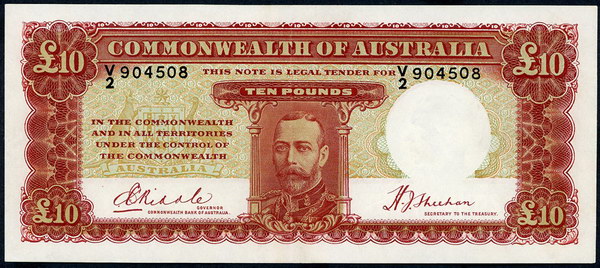 COMMONWEALTH OF AUSTRALIA
£10
£10
V/2 904508
THIS NOTE IS LEGAL TENDER FOR
V/2 904508
TEN POUNDS
IN THE COMMONWEALTH
AND IN ALL TERRITORIES
UNDER THE CONTROL OF
THE COMMONWEALTH
AUSTRALIA
E Riddle
GOVERNOR
COMMONWEALTH BANK OF AUSTRALIA.
H J Sheehan
SECRETARY TO THE TREASURY.
£10
£10